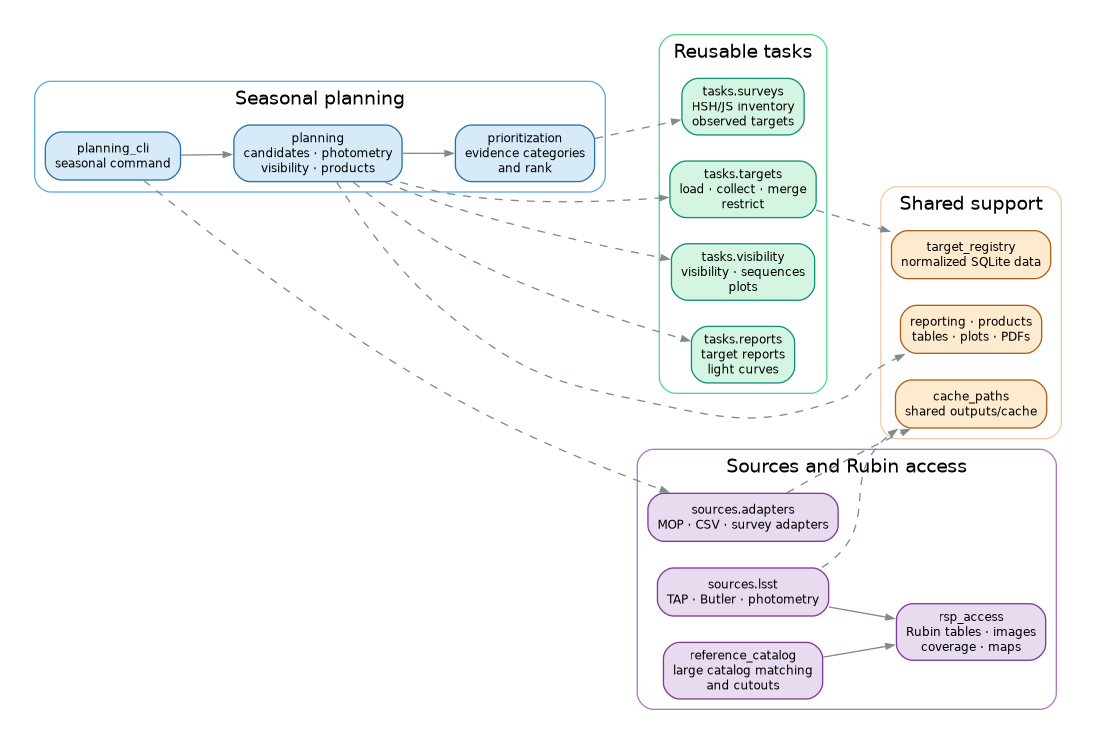 Seasonal planning
planning_cli
seasonal command
planning
candidates · photometry
visibility · products
prioritization
evidence categories
and rank
Reusable tasks
tasks.surveys
HSH/JS inventory
observed targets
tasks.targets
load · collect · merge
restrict
tasks.visibility
visibility · sequences
plots
tasks.reports
target reports
light curves
Shared support
target_registry
normalized SQLite data
reporting · products
tables · plots · PDFs
cache_paths
shared outputs/cache
Sources and Rubin access
sources.adapters
MOP · CSV · survey adapters
sources.lsst
TAP · Butler · photometry
reference_catalog
large catalog matching
and cutouts
rsp_access
Rubin tables · images
coverage · maps